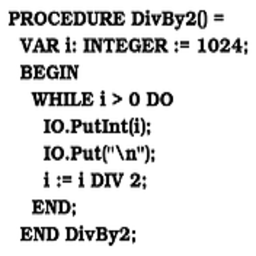 PROCEDURE DivBy2() =
VAR i: INTEGER := 1024;
BEGIN
WHILE i > 0 DO
IO.PutInt(i);
IO.Put("\n");
i := i DIV 2;
END;
END DivBy2;